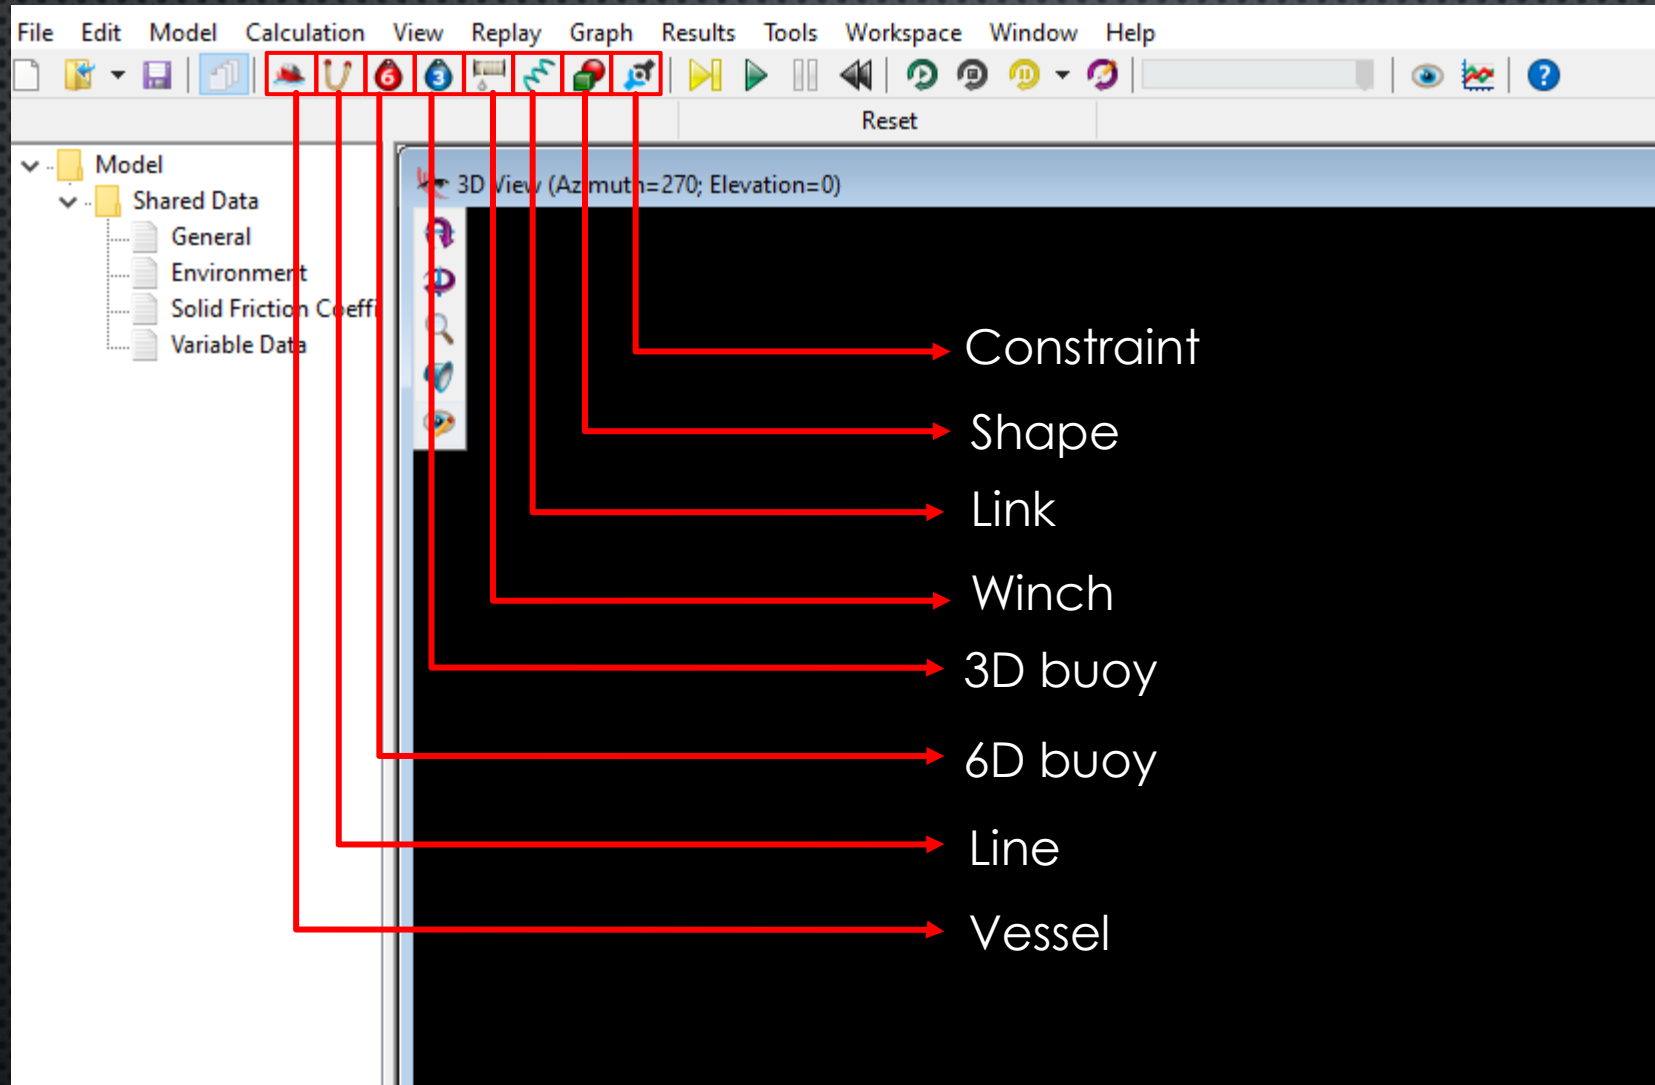 File Edit Model Calculation View Replay Graph Results Tools Workspace Window Help
6 3 ?
Reset
Model
Shared Data
General
Environment
Solid Friction Coeffi
Variable Data
3D View (Azimuth=270; Elevation=0)
Constraint
Shape
Link
Winch
3D buoy
6D buoy
Line
Vessel